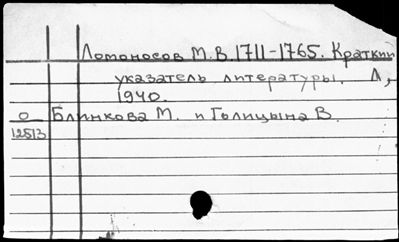 Ломоносов М.В. 1711-1765. Краткий
указатель литературы. Л.,
1940.
О Блинкова М. и Голицына В.
12513